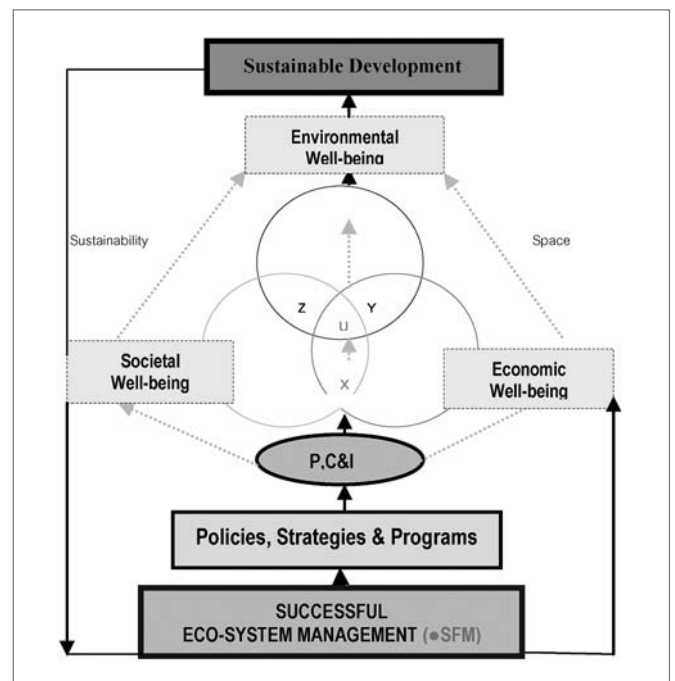 Sustainable Development
Environmental
Well-being
Sustainability
Space
Z
Y
U
X
Societal
Well-being
Economic
Well-being
P,C&I
Policies, Strategies & Programs
SUCCESSFUL
ECO-SYSTEM MANAGEMENT (●SFM)